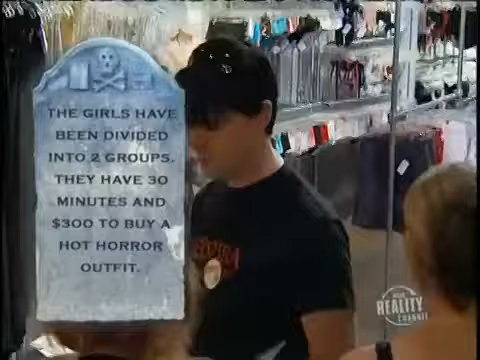 THE GIRLS HAVE
BEEN DIVIDED
INTO 2 GROUPS.
THEY HAVE 30
MINUTES AND
$300 TO BUY A
HOT HORROR
OUTFIT.
REALITY
CHANNEL